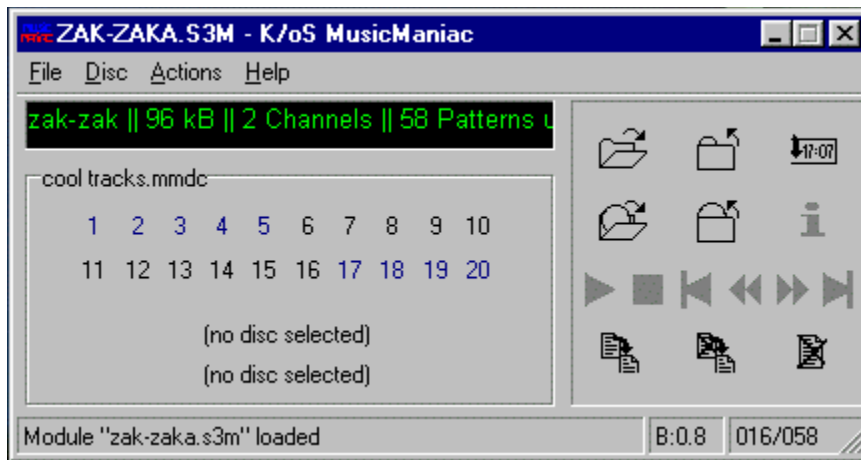 ZAK-ZAKA.S3M - K/oS MusicManiac
File Disc Actions Help
zak-zak || 96 kB || 2 Channels || 58 Patterns u
17:07
cool tracks.mmdc
1 2 3 4 5 6 7 8 9 10
11 12 13 14 15 16 17 18 19 20
(no disc selected)
(no disc selected)
Module "zak-zaka.s3m" loaded B:0.8 016/058